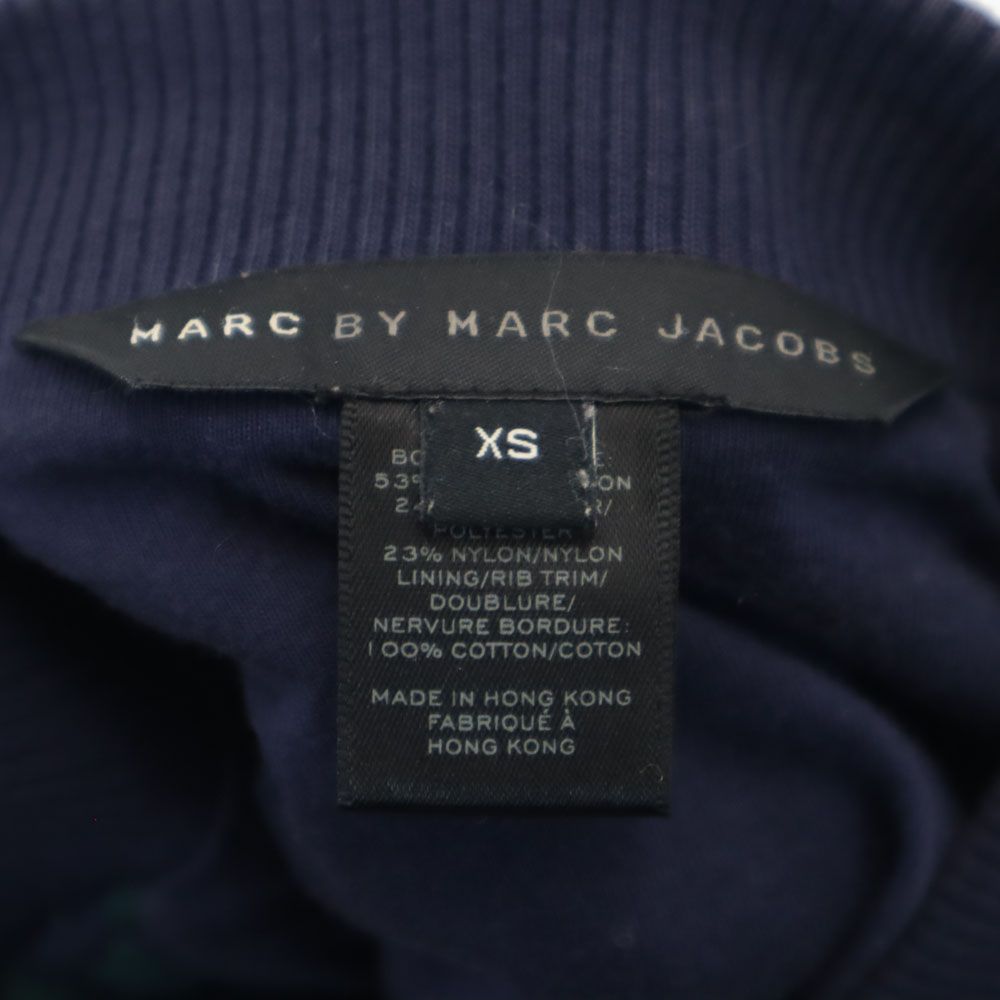 MARC BY MARC JACOBS
XS
POLYESTER
23% NYLON/NYLON
LINING/RIB TRIM/
DOUBLURE/
NERVURE BORDURE:
100% COTTON/COTON
MADE IN HONG KONG
FABRIQUÉ À
HONG KONG